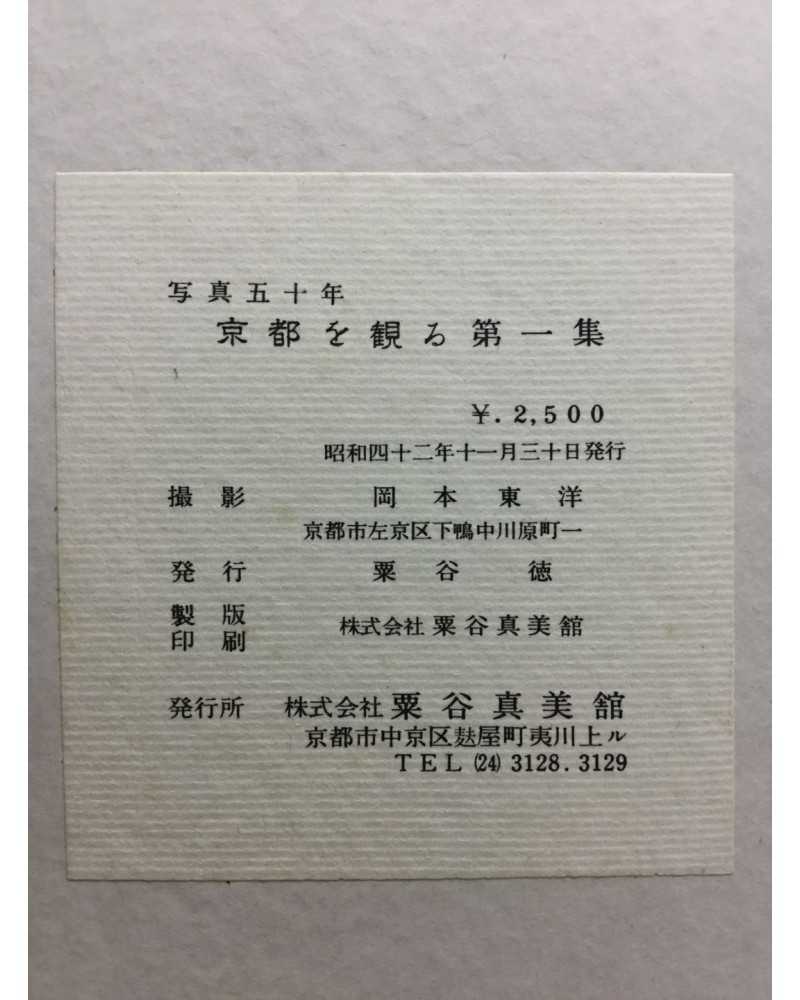 写真五十年
京都を観る第一集
￥. 2,500
昭和四十二年十一月三十日発行
撮影 岡本東洋
京都市左京区下鴨中川原町一
発行 粟谷徳
製版
印刷 株式会社 粟谷真美舘
発行所 株式会社 粟谷真美舘
京都市中京区麸屋町夷川上ル
TEL (24) 3128. 3129